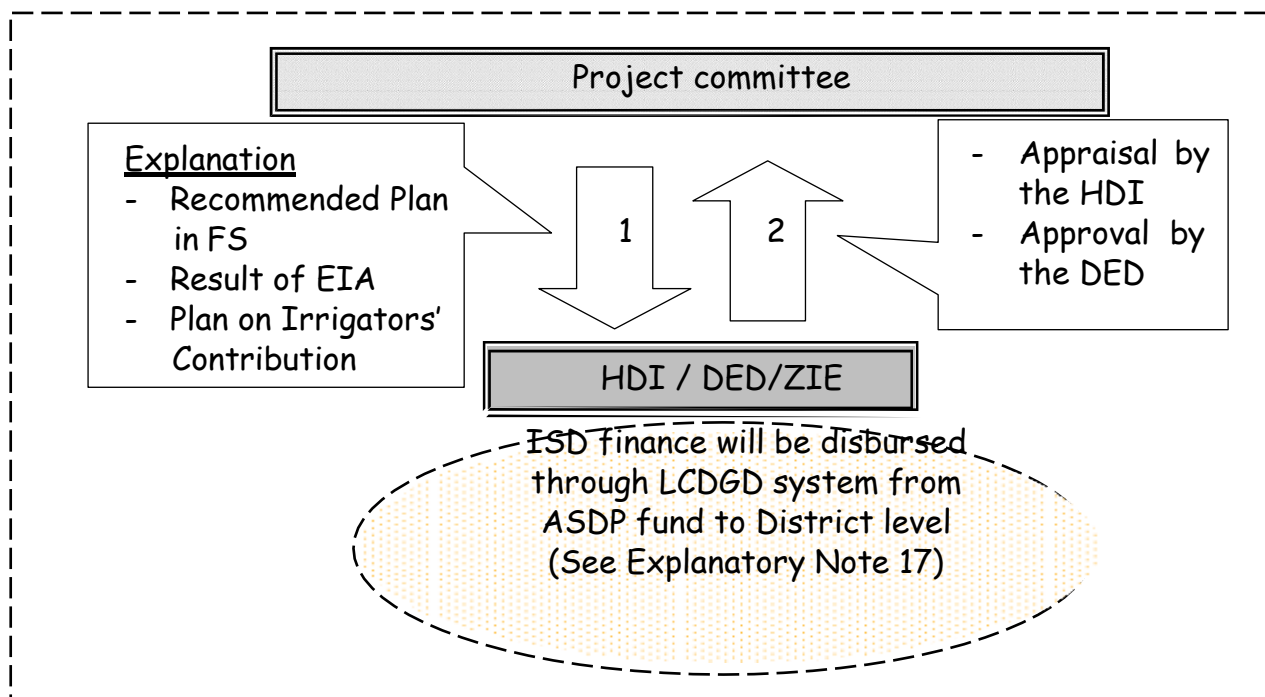 Project committee
Explanation
- Recommended Plan
in FS
- Result of EIA
- Plan on Irrigators'
Contribution
1
2
- Appraisal by
the HDI
- Approval by
the DED
HDI / DED/ZIE
ISD finance will be disbursed
through LCDGD system from
ASDP fund to District level
(See Explanatory Note 17)